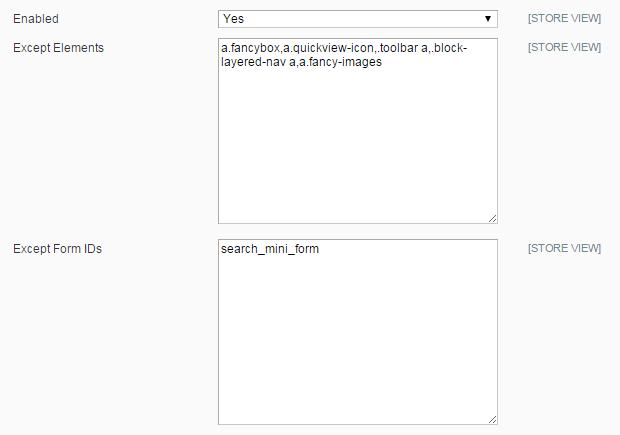 Enabled Yes [STORE VIEW]
Except Elements a.fancybox,a.quickview-icon,.toolbar a,.block- [STORE VIEW]
layered-nav a,a.fancy-images
Except Form IDs search_mini_form [STORE VIEW]